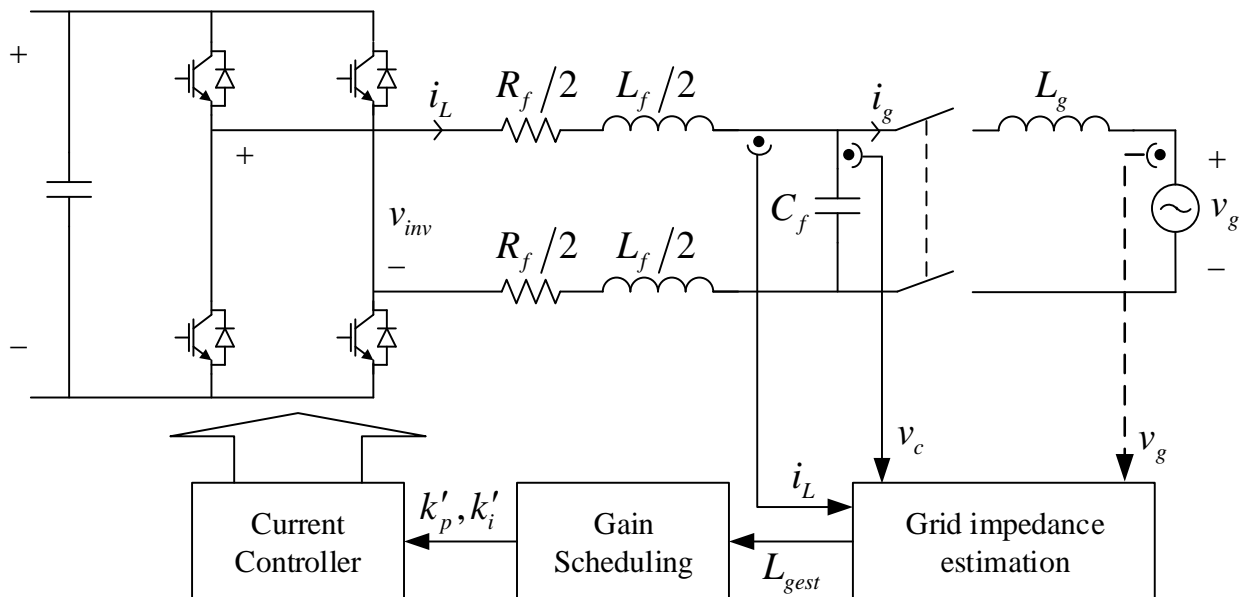 +
−
+
v_inv
−
i_L
R_f/2
L_f/2
i_g
L_g
C_f
+
v_g
−
R_f/2
L_f/2
v_c
v_g
i_L
k′_p, k′_i
L_gest
Current
Controller
Gain
Scheduling
Grid impedance
estimation